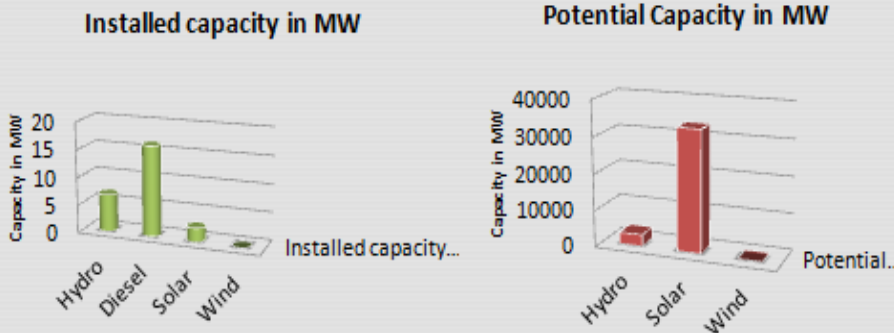 Installed capacity in MW
Capacity in MW
20
15
10
5
0
Hydro
Diesel
Solar
Wind
Installed capacity...
Potential Capacity in MW
Capacity in MW
40000
30000
20000
10000
0
Hydro
Solar
Wind
Potential...